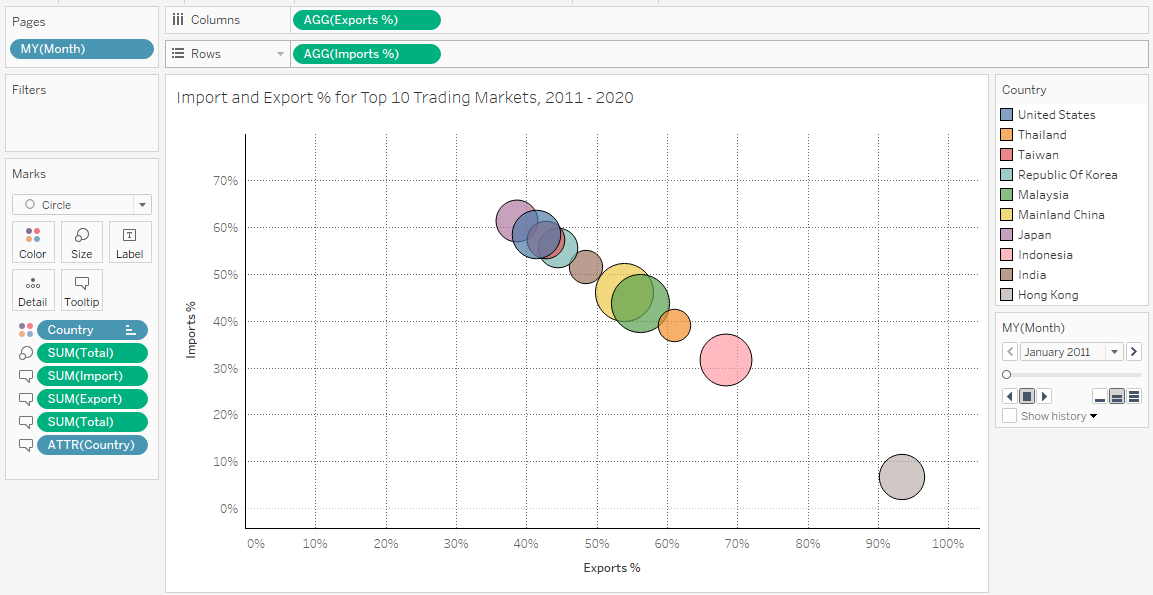 Pages
MY(Month)
Filters
Marks
Circle
Color
Size
Label
Detail
Tooltip
Country
SUM(Total)
SUM(Import)
SUM(Export)
SUM(Total)
ATTR(Country)
Columns
AGG(Exports %)
Rows
AGG(Imports %)
Import and Export % for Top 10 Trading Markets, 2011 - 2020
Imports %
70%
60%
50%
40%
30%
20%
10%
0%
0% 10% 20% 30% 40% 50% 60% 70% 80% 90% 100%
Exports %
Country
United States
Thailand
Taiwan
Republic Of Korea
Malaysia
Mainland China
Japan
Indonesia
India
Hong Kong
MY(Month)
January 2011
Show history